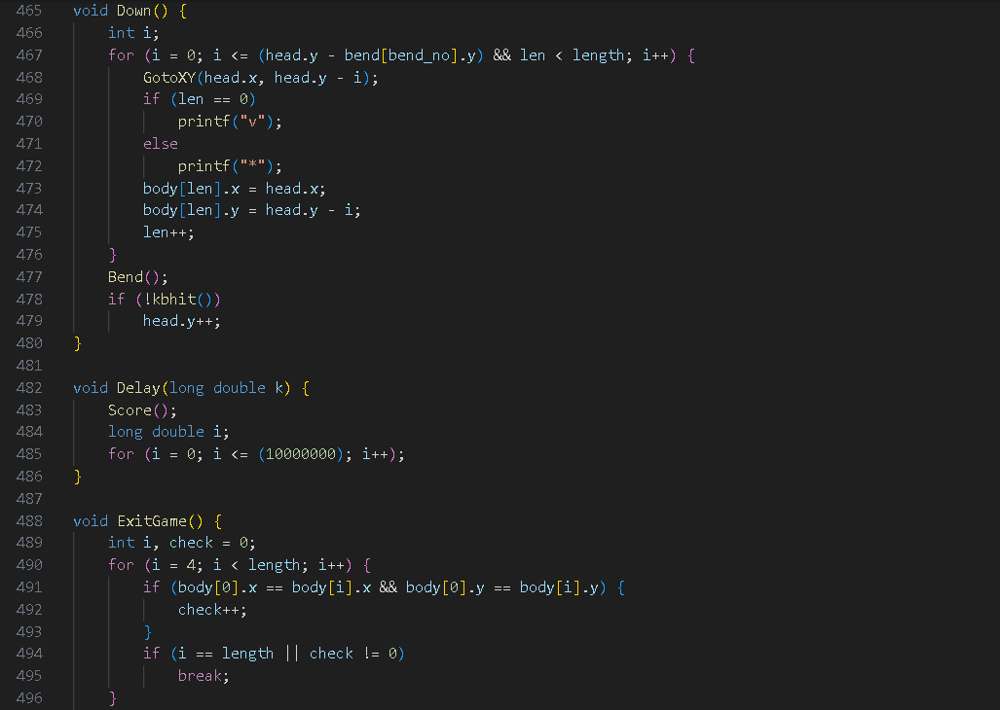 465 void Down() {
466     int i;
467     for (i = 0; i <= (head.y - bend[bend_no].y) && len < length; i++) {
468         GotoXY(head.x, head.y - i);
469         if (len == 0)
470             printf("v");
471         else
472             printf("*");
473         body[len].x = head.x;
474         body[len].y = head.y - i;
475         len++;
476     }
477     Bend();
478     if (!kbhit())
479         head.y++;
480 }
481
482 void Delay(long double k) {
483     Score();
484     long double i;
485     for (i = 0; i <= (10000000); i++);
486 }
487
488 void ExitGame() {
489     int i, check = 0;
490     for (i = 4; i < length; i++) {
491         if (body[0].x == body[i].x && body[0].y == body[i].y) {
492             check++;
493         }
494         if (i == length || check != 0)
495             break;
496     }